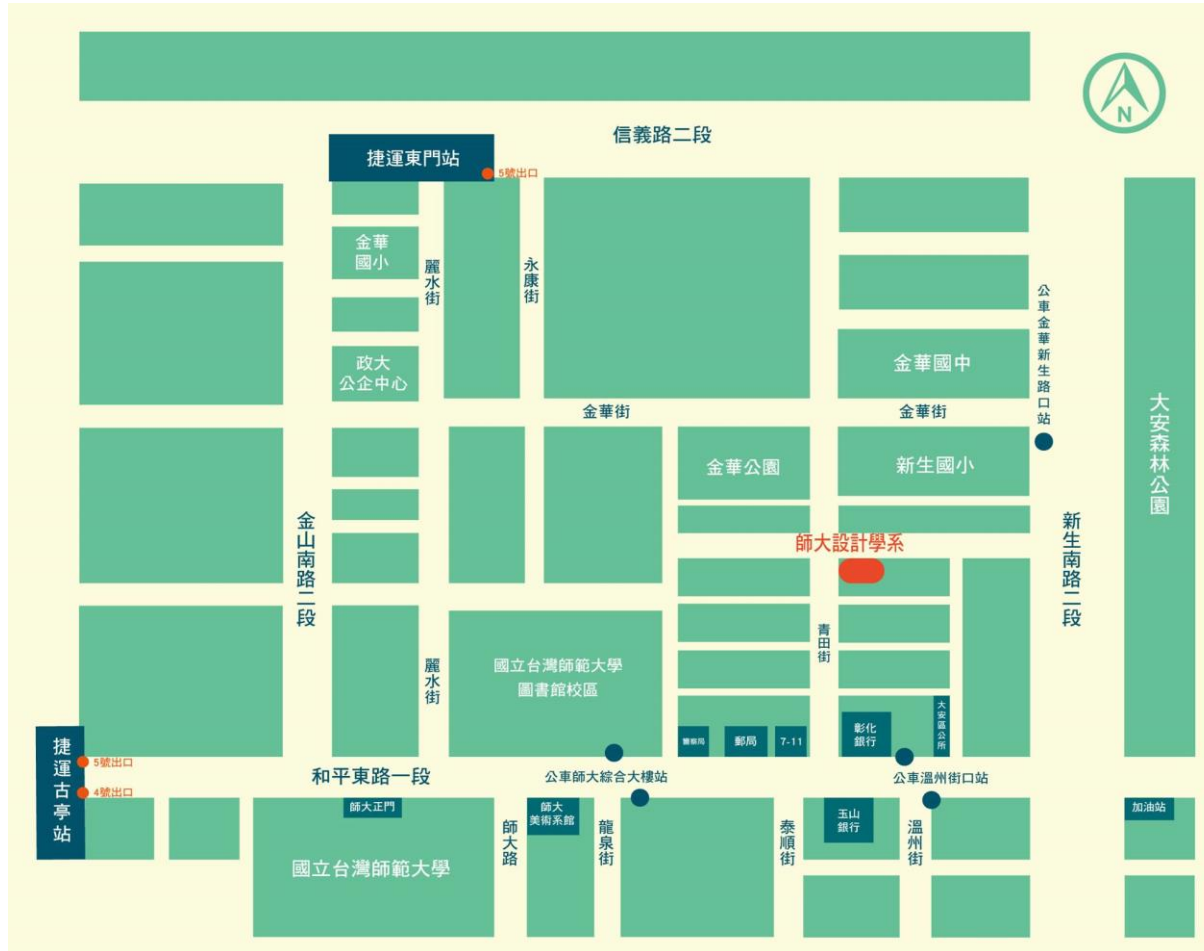 N
信義路二段
捷運東門站
5號出口
金華
國小
麗水街
永康街
公車金華新生路口站
政大
公企中心
金華國中
大安森林公園
金華街
金華街
金華公園
新生國小
金山南路二段
師大設計學系
新生南路二段
青田街
麗水街
國立台灣師範大學
圖書館校區
捷運古亭站
5號出口
4號出口
警察局
郵局
7-11
彰化
銀行
大安區公所
和平東路一段
公車師大綜合大樓站
公車溫州街口站
師大正門
師大
美術系館
玉山
銀行
加油站
師大路
龍泉街
泰順街
溫州街
國立台灣師範大學